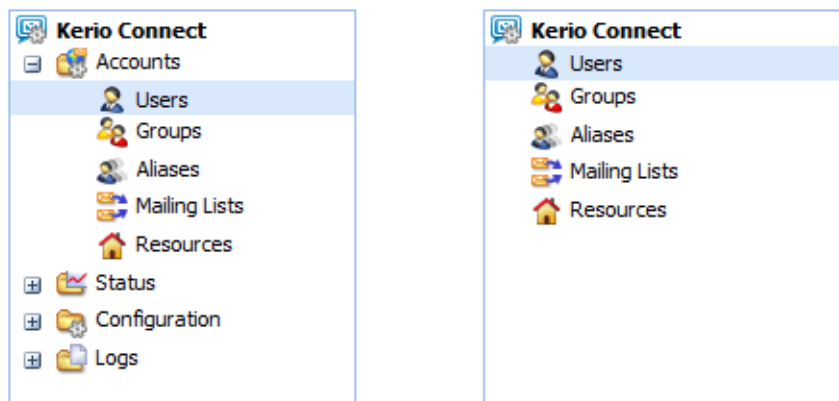 Kerio Connect
Accounts
Users
Groups
Aliases
Mailing Lists
Resources
Status
Configuration
Logs
Kerio Connect
Users
Groups
Aliases
Mailing Lists
Resources